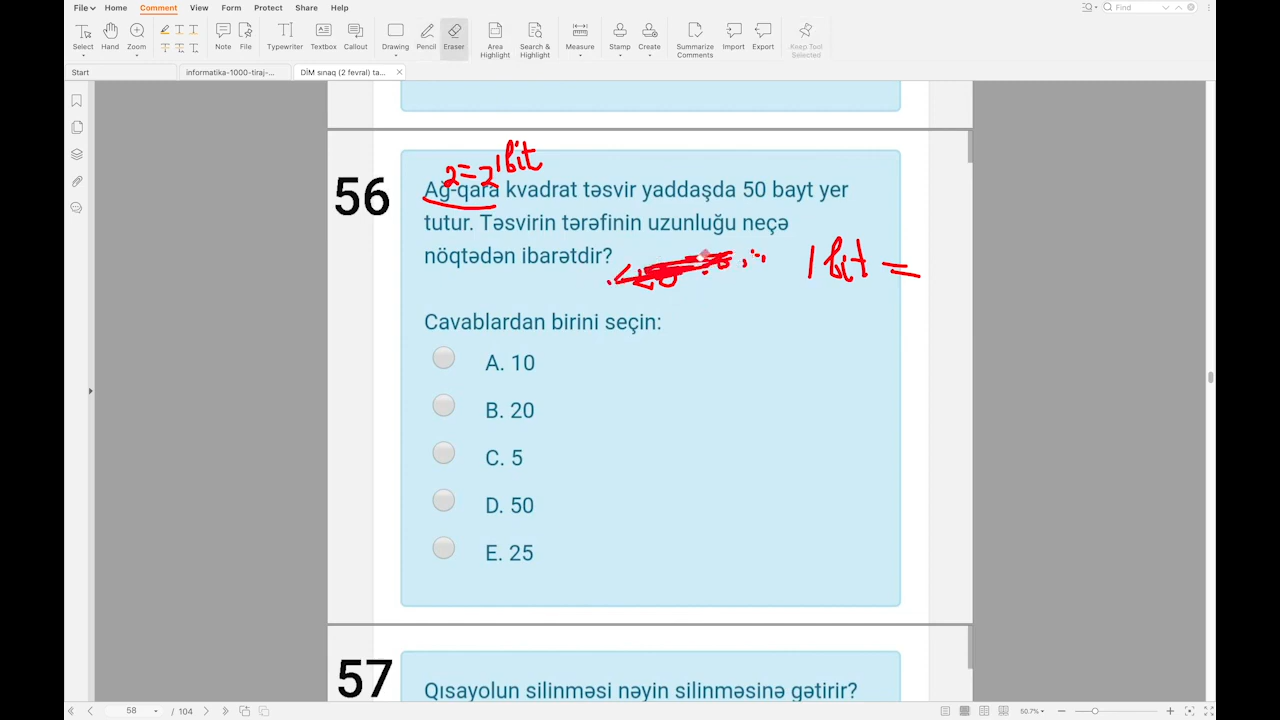 File Home Comment View Form Protect Share Help Find
Select Hand Zoom Note File Typewriter Textbox Callout Drawing Pencil Eraser Area Highlight Search & Highlight Measure Stamp Create Summarize Comments Import Export Keep Tool Selected
Start informatika-1000-tiraj-... DİM sınaq (2 fevral) ta...
2=2 1bit
56
Ağ-qara kvadrat təsvir yaddaşda 50 bayt yer
tutur. Təsvirin tərəfinin uzunluğu neçə
nöqtədən ibarətdir?
1 bit =
Cavablardan birini seçin:
A. 10
B. 20
C. 5
D. 50
E. 25
57
Qısayolun silinməsi nəyin silinməsinə gətirir?
58 / 104 50.7%